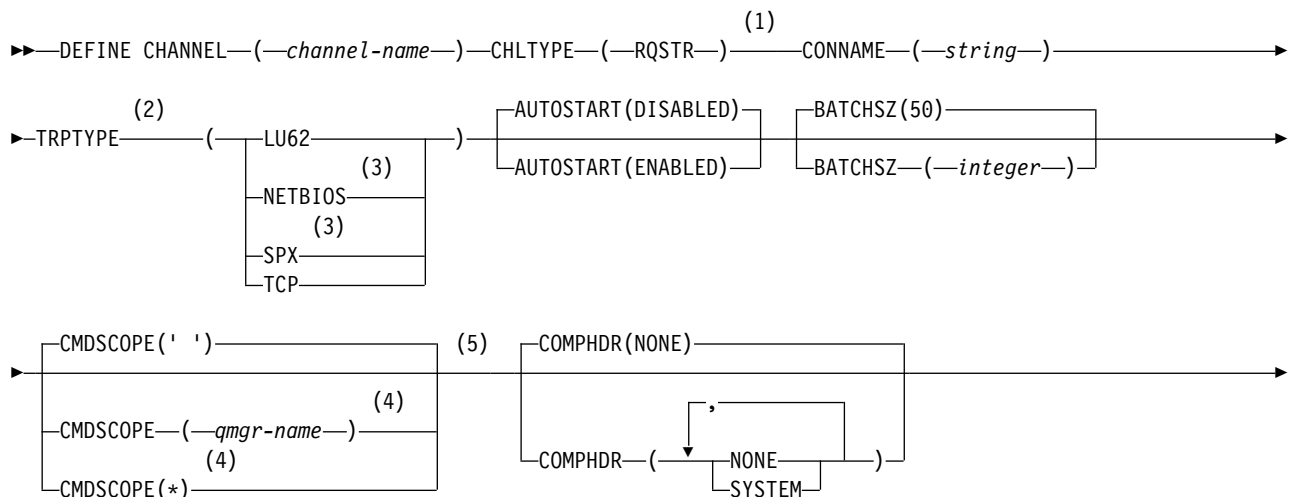 (1)
DEFINE CHANNEL ( channel-name ) CHLTYPE ( RQSTR ) CONNAME ( string )
(2)
TRPTYPE ( LU62 ) AUTOSTART(DISABLED) BATCHSZ(50)
(3)
AUTOSTART(ENABLED) BATCHSZ ( integer )
NETBIOS
(3)
SPX
TCP
CMDSCOPE(' ') (5) COMPHDR(NONE)
(4)
CMDSCOPE ( qmgr-name ) ,
(4)
COMPHDR ( NONE )
CMDSCOPE(*) SYSTEM